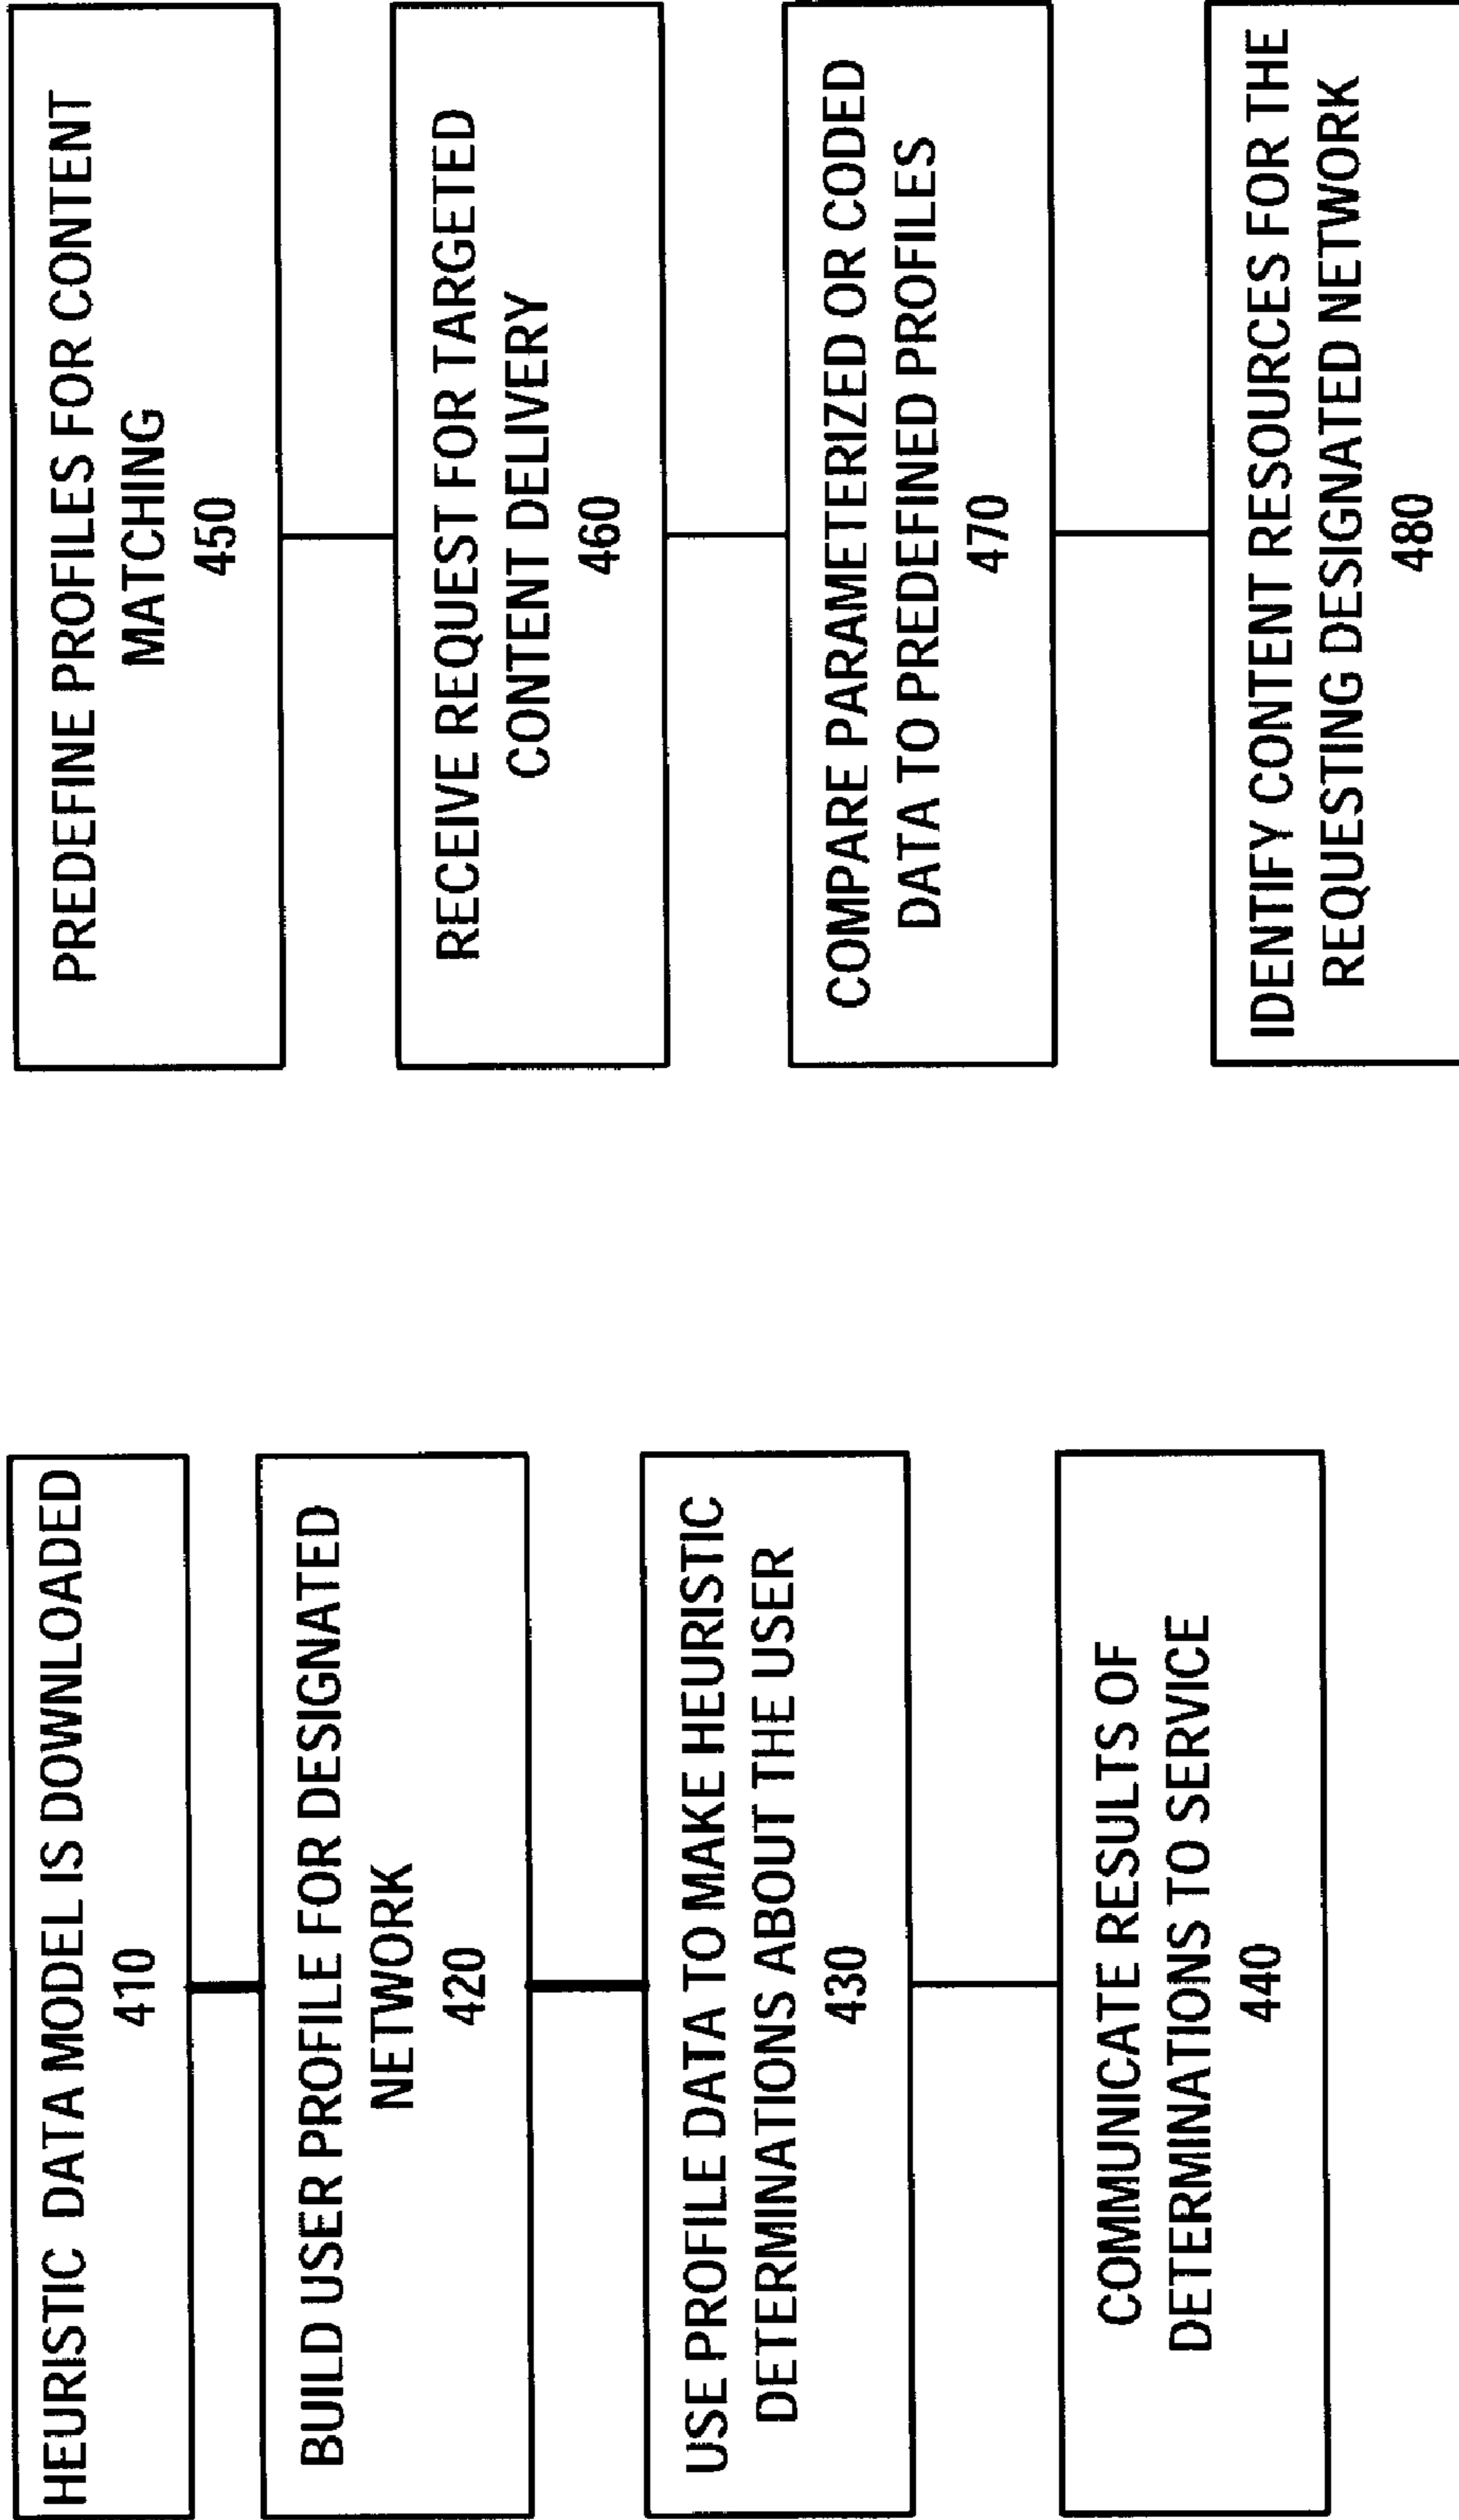 HEURISTIC DATA MODEL IS DOWNLOADED
410
BUILD USER PROFILE FOR DESIGNATED
NETWORK
420
USE PROFILE DATA TO MAKE HEURISTIC
DETERMINATIONS ABOUT THE USER
430
COMMUNICATE RESULTS OF
DETERMINATIONS TO SERVICE
440
PREDEFINE PROFILES FOR CONTENT
MATCHING
450
RECEIVE REQUEST FOR TARGETED
CONTENT DELIVERY
460
COMPARE PARAMETERIZED OR CODED
DATA TO PREDEFINED PROFILES
470
IDENTIFY CONTENT RESOURCES FOR THE
REQUESTING DESIGNATED NETWORK
480